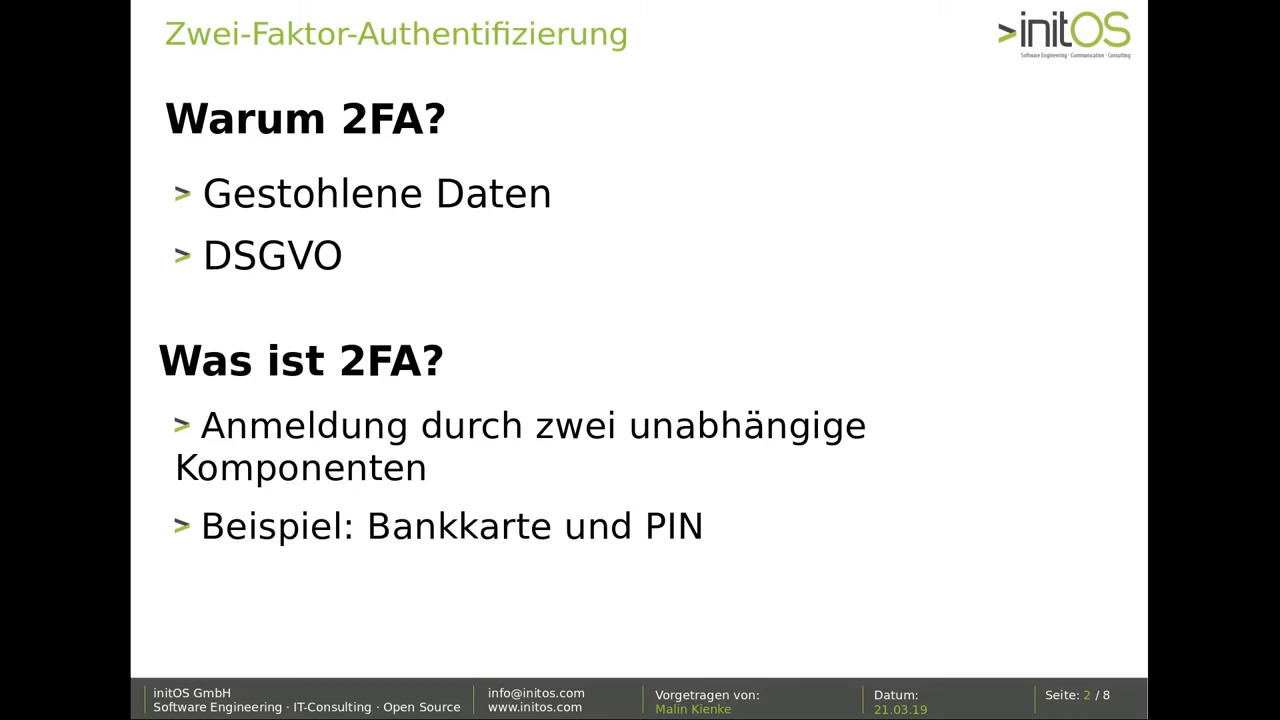 Zwei-Faktor-Authentifizierung
>initOS
Software Engineering · Communication · Consulting
Warum 2FA?
> Gestohlene Daten
> DSGVO
Was ist 2FA?
> Anmeldung durch zwei unabhängige
Komponenten
> Beispiel: Bankkarte und PIN
initOS GmbH
Software Engineering · IT-Consulting · Open Source
info@initos.com
www.initos.com
Vorgetragen von:
Malin Kienke
Datum:
21.03.19
Seite: 2 / 8